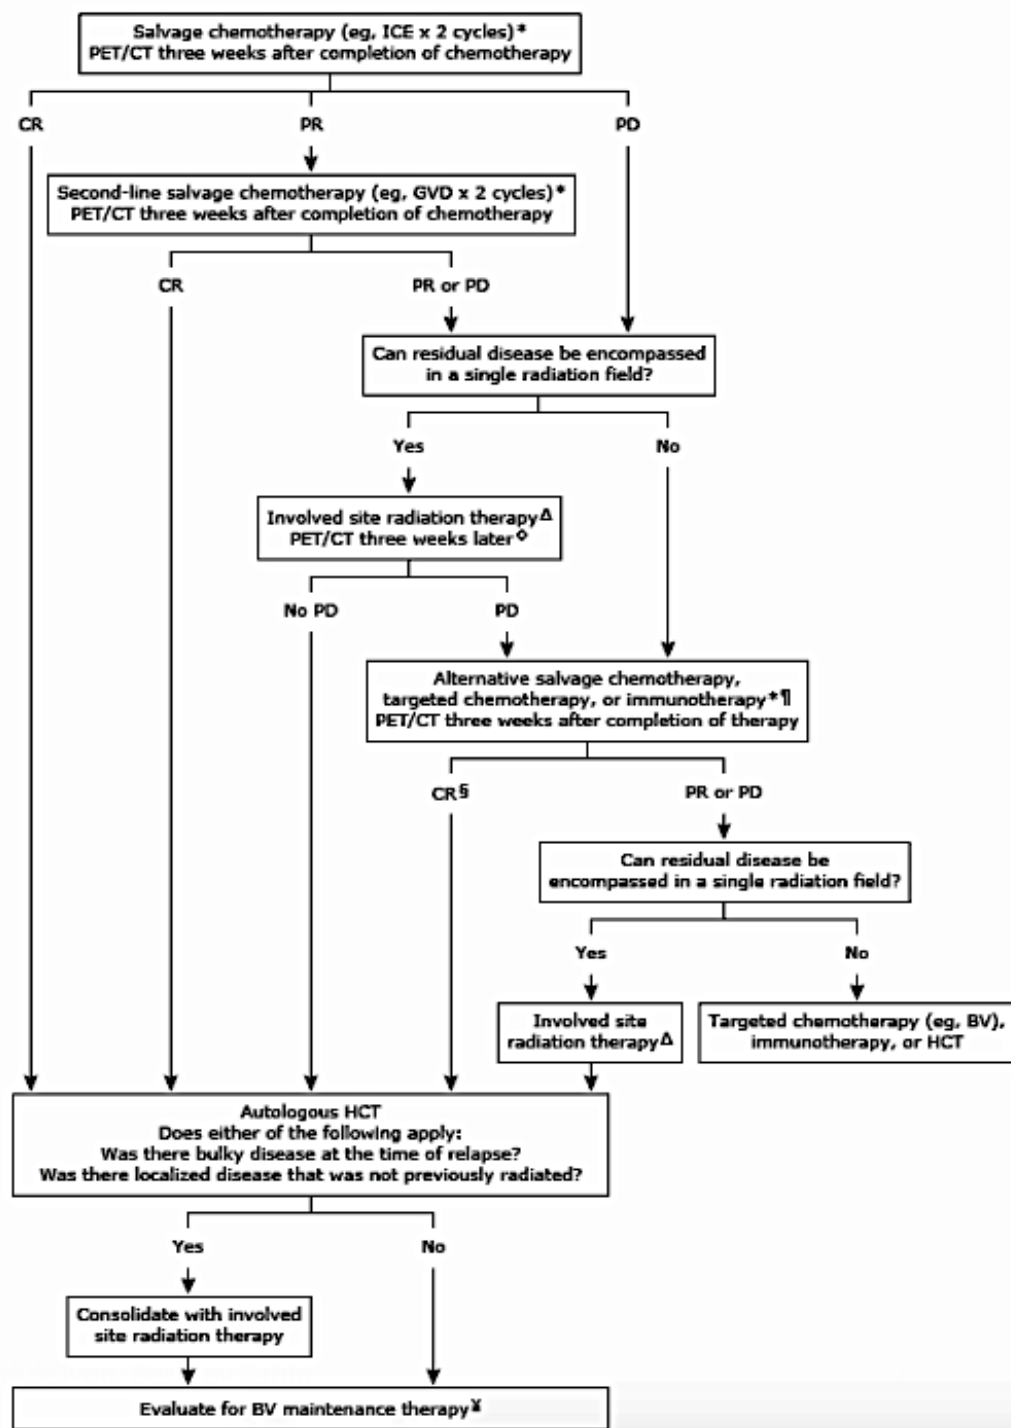 Salvage chemotherapy (eg, ICE x 2 cycles)*
PET/CT three weeks after completion of chemotherapy
CR
PR
PD
Second-line salvage chemotherapy (eg, GVD x 2 cycles)*
PET/CT three weeks after completion of chemotherapy
CR
PR or PD
Can residual disease be encompassed
in a single radiation field?
Yes
No
Involved site radiation therapyΔ
PET/CT three weeks later◇
No PD
PD
Alternative salvage chemotherapy,
targeted chemotherapy, or immunotherapy*¶
PET/CT three weeks after completion of therapy
CR§
PR or PD
Can residual disease be
encompassed in a single radiation field?
Yes
No
Involved site
radiation therapyΔ
Targeted chemotherapy (eg, BV),
immunotherapy, or HCT
Autologous HCT
Does either of the following apply:
Was there bulky disease at the time of relapse?
Was there localized disease that was not previously radiated?
Yes
No
Consolidate with involved
site radiation therapy
Evaluate for BV maintenance therapy¥